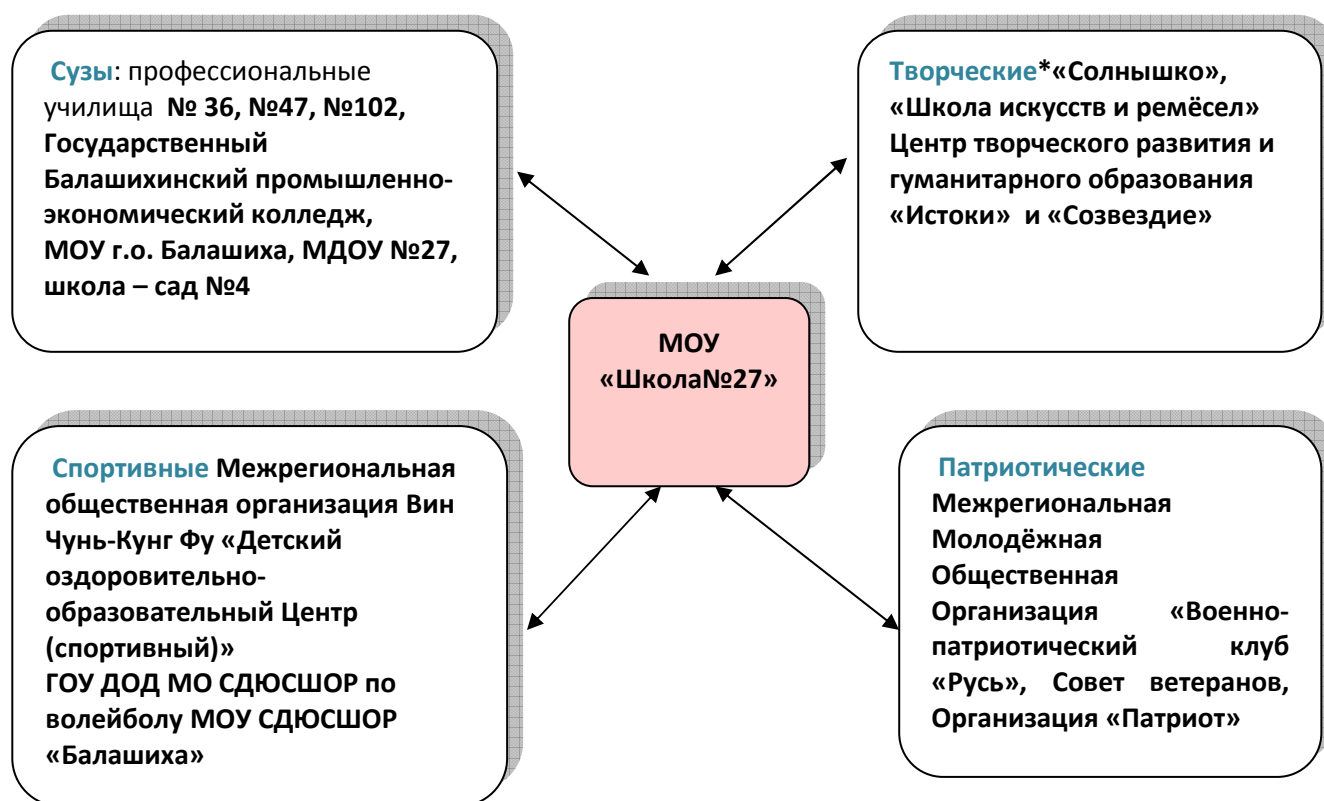 Сузы: профессиональные
училища № 36, №47, №102,
Государственный
Балашихинский промышленно-
экономический колледж,
МОУ г.о. Балашиха, МДОУ №27,
школа – сад №4
Творческие*«Солнышко»,
«Школа искусств и ремёсел»
Центр творческого развития и
гуманитарного образования
«Истоки» и «Созвездие»
МОУ
«Школа№27»
Спортивные Межрегиональная
общественная организация Вин
Чунь-Кунг Фу «Детский
оздоровительно-
образовательный Центр
(спортивный)»
ГОУ ДОД МО СДЮСШОР по
волейболу МОУ СДЮСШОР
«Балашиха»
Патриотические
Межрегиональная
Молодёжная
Общественная
Организация «Военно-
патриотический клуб
«Русь», Совет ветеранов,
Организация «Патриот»